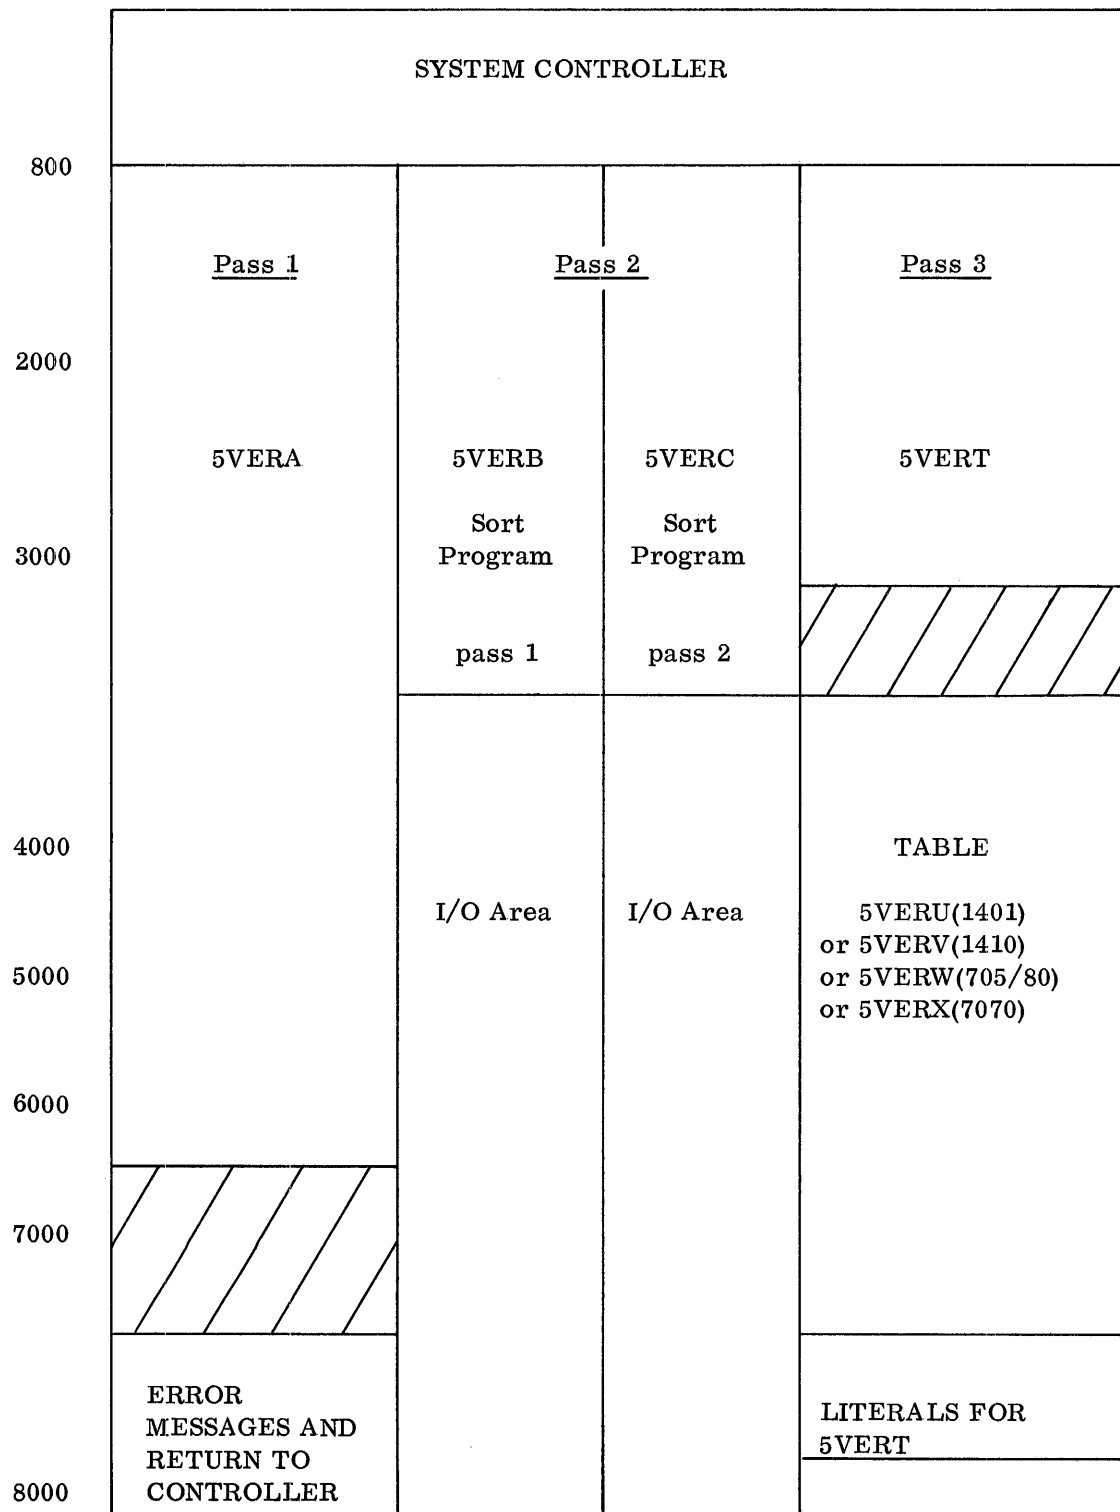 SYSTEM CONTROLLER
800
Pass 1
Pass 2
Pass 3
2000
5VERA
5VERB
5VERC
5VERT
Sort
Program
Sort
Program
3000
pass 1
pass 2
4000
TABLE
I/O Area
I/O Area
5VERU(1401)
or 5VERV(1410)
or 5VERW(705/80)
or 5VERX(7070)
5000
6000
7000
ERROR
MESSAGES AND
RETURN TO
CONTROLLER
LITERALS FOR
5VERT
8000